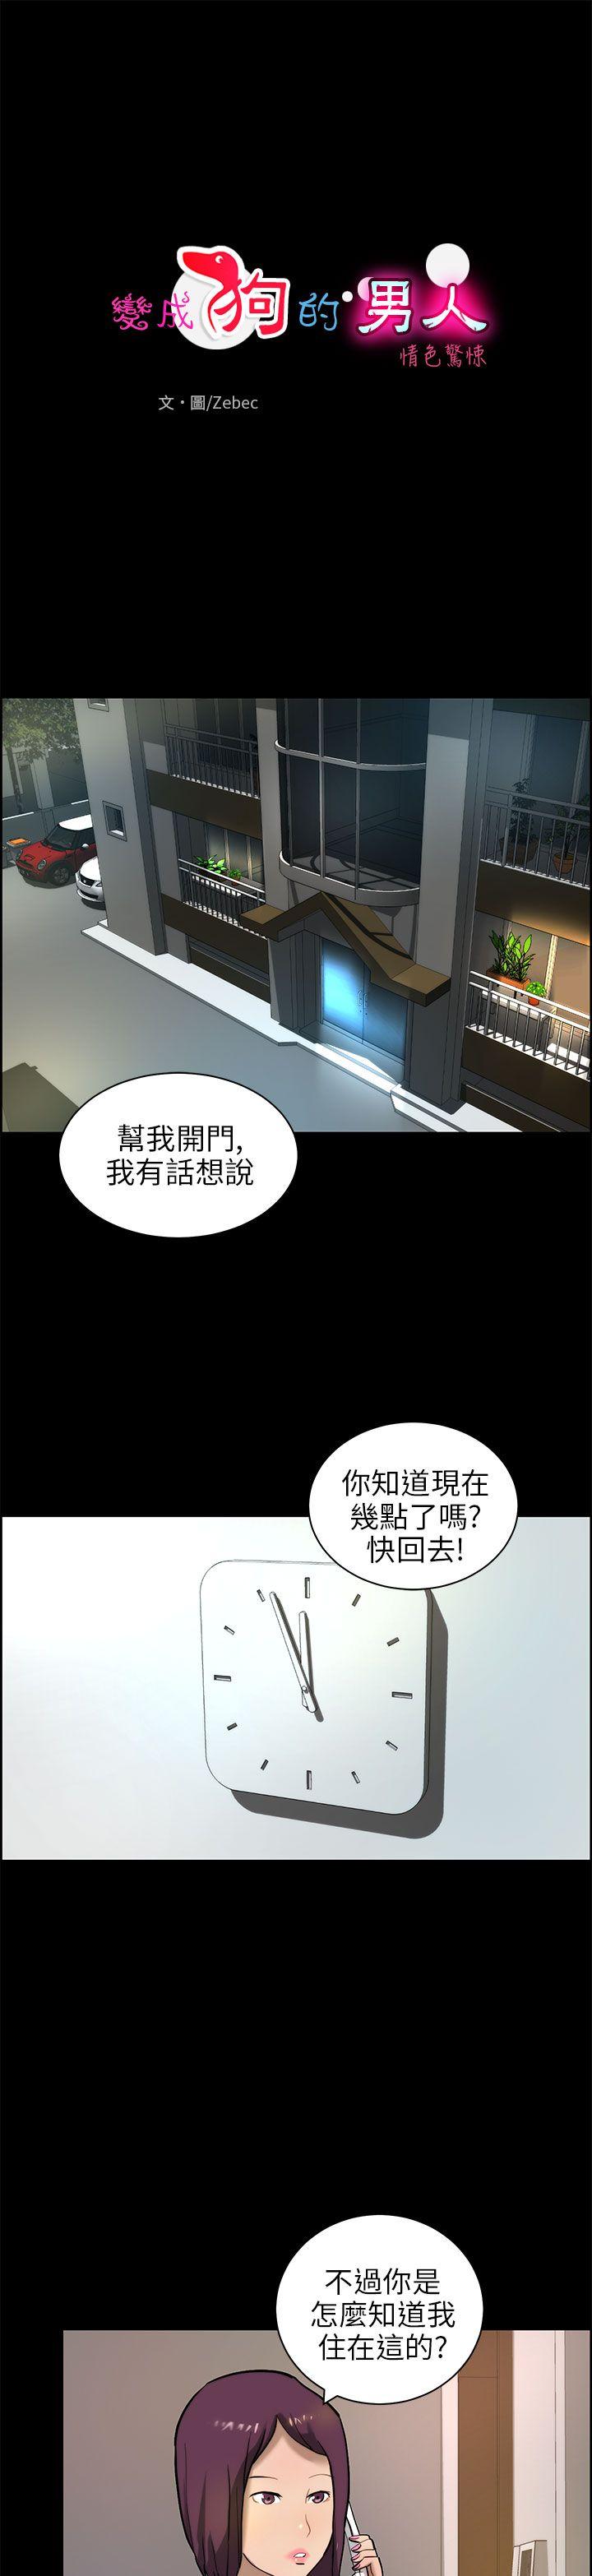 變成狗的男人
情色驚悚
文·圖/Zebec
幫我開門,
我有話想說
你知道現在
幾點了嗎?
快回去!
不過你是
怎麼知道我
住在這的?